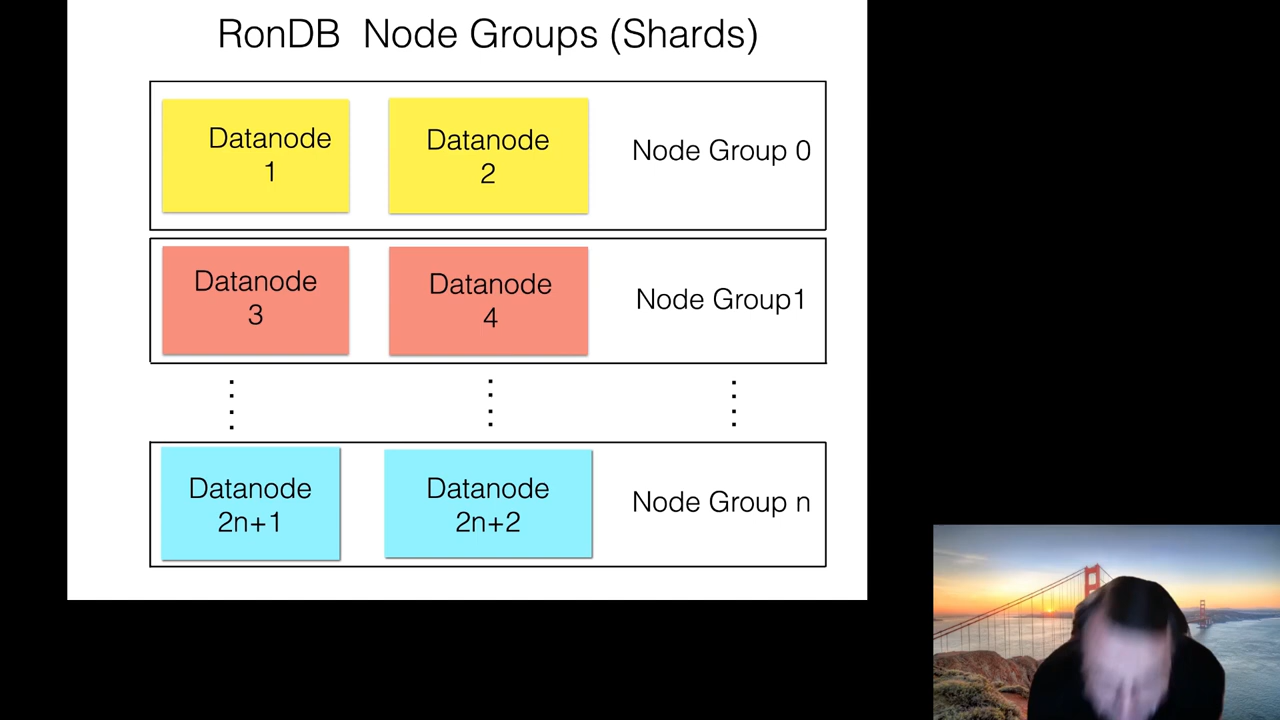 RonDB Node Groups (Shards)
Datanode
1
Datanode
2
Node Group 0
Datanode
3
Datanode
4
Node Group1
Datanode
2n+1
Datanode
2n+2
Node Group n